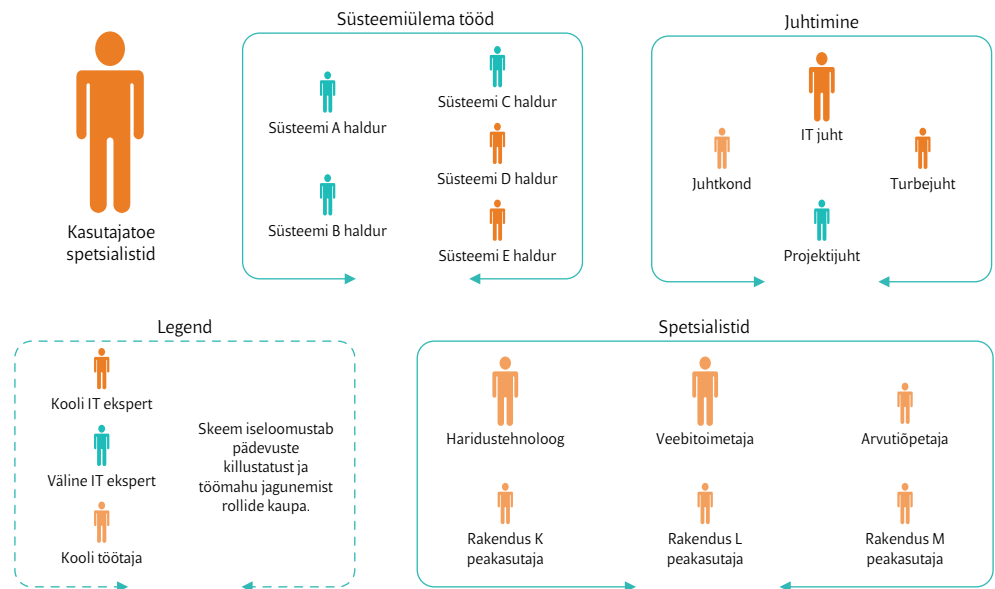 Kasutajatoe
spetsialistid
Süsteemiülema tööd
Süsteemi A haldur
Süsteemi B haldur
Süsteemi C haldur
Süsteemi D haldur
Süsteemi E haldur
Juhtimine
IT juht
Juhtkond
Turbejuht
Projektijuht
Legend
Kooli IT ekspert
Väline IT ekspert
Kooli töötaja
Skeem iseloomustab
pädevuste
killustatust ja
töömahu jagunemist
rollide kaupa.
Spetsialistid
Haridustehnoloog
Veebitoimetaja
Arvutiõpetaja
Rakendus K
peakasutaja
Rakendus L
peakasutaja
Rakendus M
peakasutaja